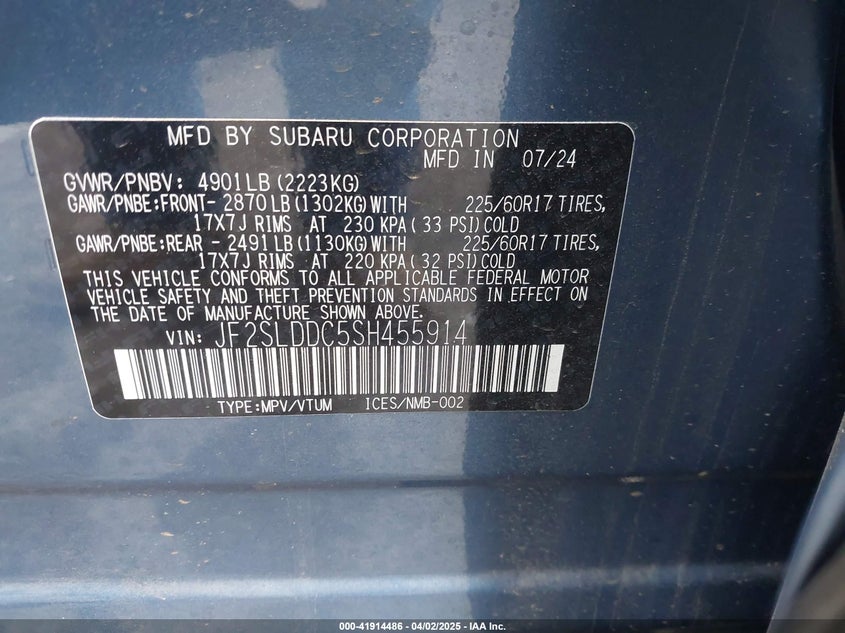 MFD BY SUBARU CORPORATION
MFD IN 07/24
GVWR/PNBV: 4901LB (2223KG)
GAWR/PNBE:FRONT- 2870LB(1302KG)WITH 225/60R17 TIRES,
17X7J RIMS AT 230 KPA( 33 PSI)COLD
GAWR/PNBE:REAR - 2491LB(1130KG)WITH 225/60R17 TIRES,
17X7J RIMS AT 220 KPA( 32 PSI)COLD
THIS VEHICLE CONFORMS TO ALL APPLICABLE FEDERAL MOTOR
VEHICLE SAFETY AND THEFT PREVENTION STANDARDS IN EFFECT ON
THE DATE OF MANUFACTURE SHOWN ABOVE.
VIN: JF2SLDDC5SH455914
TYPE:MPV/VTUM ICES/NMB-002
000-41914486 - 04/02/2025 - IAA Inc.